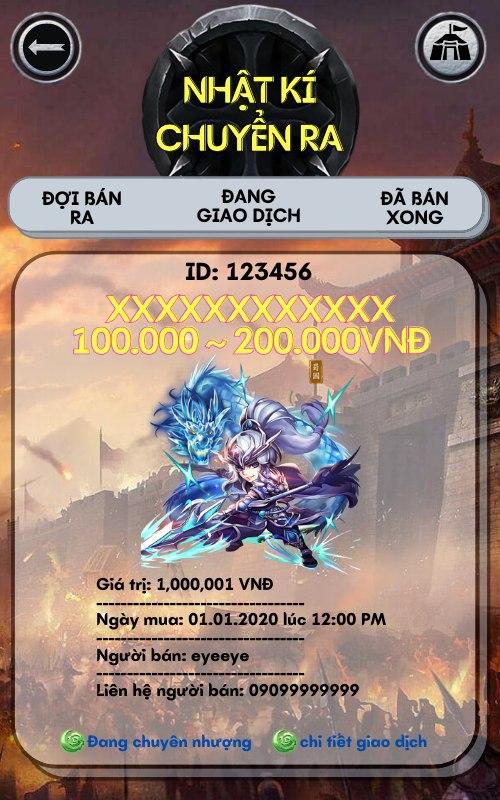 NHẬT KÍ
CHUYỂN RA
ĐỢI BÁN
RA
ĐANG
GIAO DỊCH
ĐÃ BÁN
XONG
ID: 123456
XXXXXXXXXXXX
100.000 ~ 200.000VNĐ
Giá trị: 1,000,001 VNĐ
----------------------------------
Ngày mua: 01.01.2020 lúc 12:00 PM
----------------------------------
Người bán: eyeeye
----------------------------------
Liên hệ người bán: 09099999999
Đang chuyên nhượng
chi tiết giao dịch